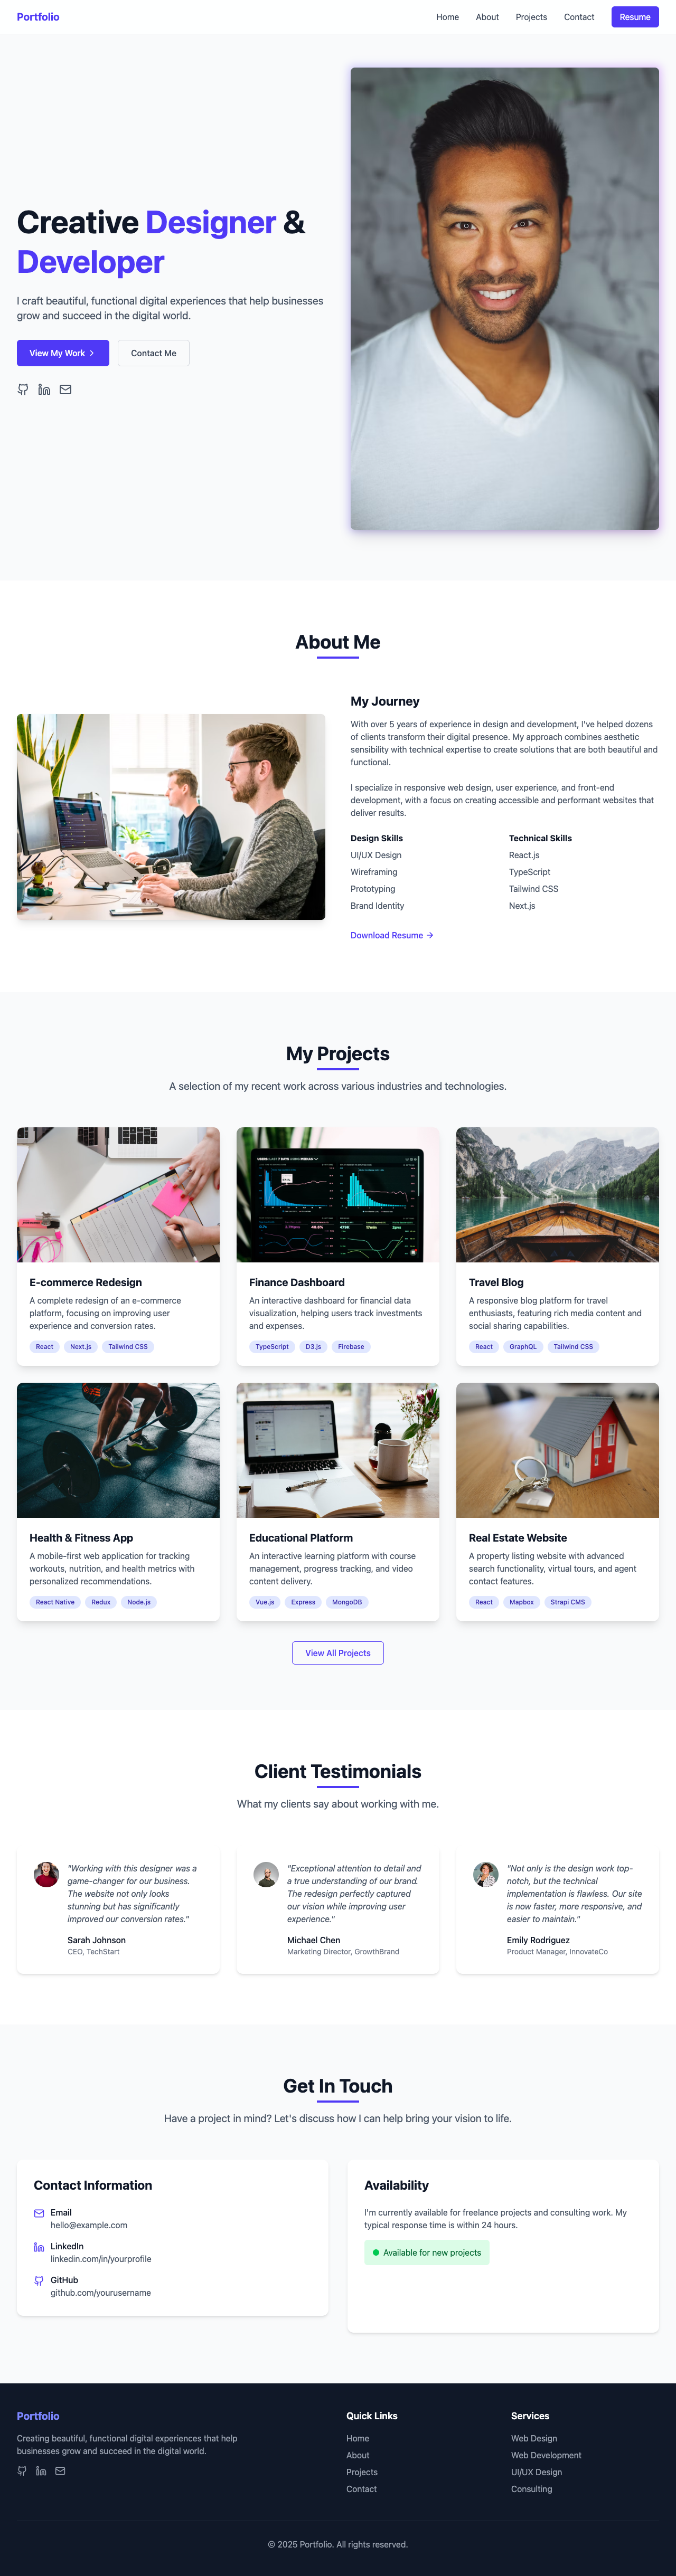 Portfolio
Home
About
Projects
Contact
Resume
Creative Designer &
Developer
I craft beautiful, functional digital experiences that help businesses
grow and succeed in the digital world.
View My Work
Contact Me
About Me
My Journey
With over 5 years of experience in design and development, I've helped dozens
of clients transform their digital presence. My approach combines aesthetic
sensibility with technical expertise to create solutions that are both beautiful and
functional.
I specialize in responsive web design, user experience, and front-end
development, with a focus on creating accessible and performant websites that
deliver results.
Design Skills
UI/UX Design
Wireframing
Prototyping
Brand Identity
Technical Skills
React.js
TypeScript
Tailwind CSS
Next.js
Download Resume →
My Projects
A selection of my recent work across various industries and technologies.
E-commerce Redesign
A complete redesign of an e-commerce
platform, focusing on improving user
experience and conversion rates.
React
Next.js
Tailwind CSS
Finance Dashboard
An interactive dashboard for financial data
visualization, helping users track investments
and expenses.
TypeScript
D3.js
Firebase
Travel Blog
A responsive blog platform for travel
enthusiasts, featuring rich media content and
social sharing capabilities.
React
GraphQL
Tailwind CSS
Health & Fitness App
A mobile-first web application for tracking
workouts, nutrition, and health metrics with
personalized recommendations.
React Native
Redux
Node.js
Educational Platform
An interactive learning platform with course
management, progress tracking, and video
content delivery.
Vue.js
Express
MongoDB
Real Estate Website
A property listing website with advanced
search functionality, virtual tours, and agent
contact features.
React
Mapbox
Strapi CMS
View All Projects
Client Testimonials
What my clients say about working with me.
"Working with this designer was a
game-changer for our business.
The website not only looks
stunning but has significantly
improved our conversion rates."
Sarah Johnson
CEO, TechStart
"Exceptional attention to detail and
a true understanding of our brand.
The redesign perfectly captured
our vision while improving user
experience."
Michael Chen
Marketing Director, GrowthBrand
"Not only is the design work top-
notch, but the technical
implementation is flawless. Our site
is now faster, more responsive, and
easier to maintain."
Emily Rodriguez
Product Manager, InnovateCo
Get In Touch
Have a project in mind? Let's discuss how I can help bring your vision to life.
Contact Information
Email
hello@example.com
LinkedIn
linkedin.com/in/yourprofile
GitHub
github.com/yourusername
Availability
I'm currently available for freelance projects and consulting work. My
typical response time is within 24 hours.
Available for new projects
Portfolio
Creating beautiful, functional digital experiences that help
businesses grow and succeed in the digital world.
Quick Links
Home
About
Projects
Contact
Services
Web Design
Web Development
UI/UX Design
Consulting
© 2025 Portfolio. All rights reserved.